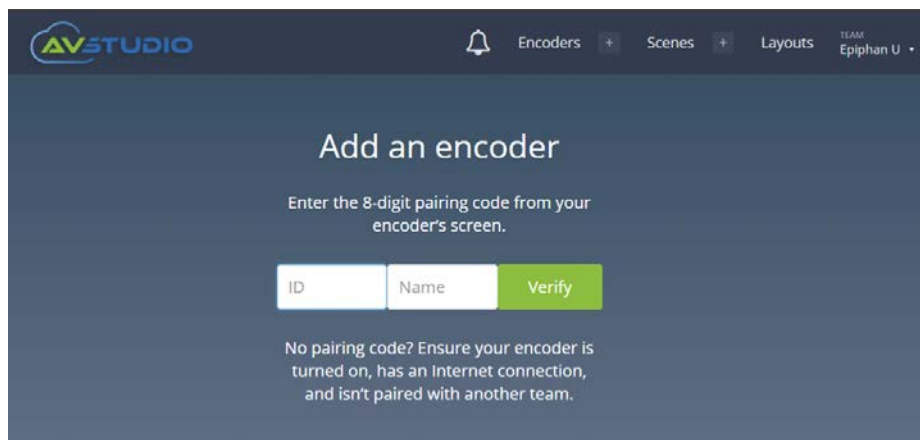 AVSTUDIO
Encoders + Scenes + Layouts
TEAM
Epiphan U
Add an encoder
Enter the 8-digit pairing code from your
encoder's screen.
ID Name Verify
No pairing code? Ensure your encoder is
turned on, has an Internet connection,
and isn't paired with another team.